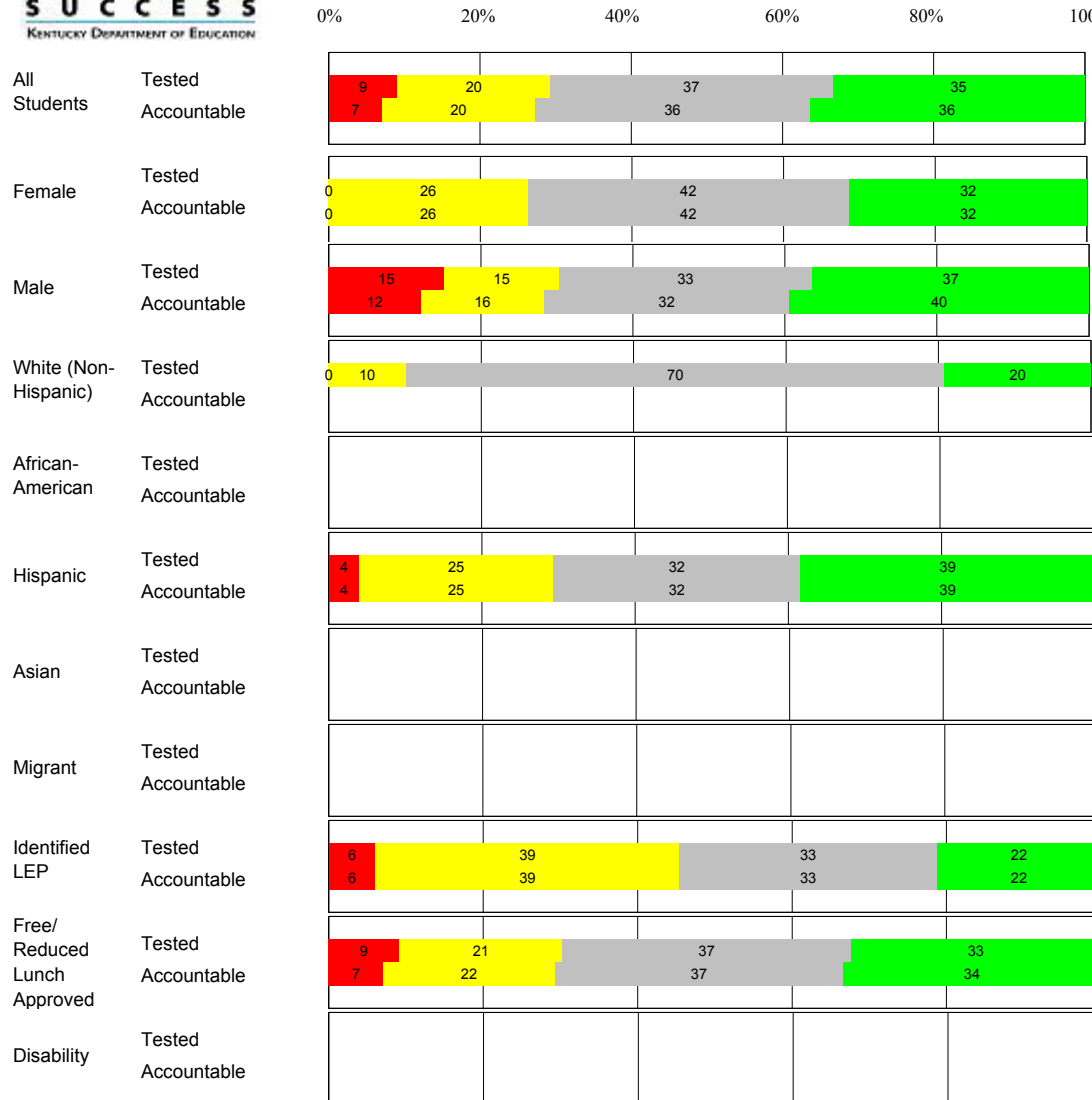 S U C C E S S
KENTUCKY DEPARTMENT OF EDUCATION
0% 20% 40% 60% 80% 100
All Students
Tested 9 20 37 35
Accountable 7 20 36 36
Female
Tested 0 26 42 32
Accountable 0 26 42 32
Male
Tested 15 15 33 37
Accountable 12 16 32 40
White (Non-
Hispanic)
Tested 0 10 70 20
Accountable
African-
American
Tested
Accountable
Hispanic
Tested 4 25 32 39
Accountable 4 25 32 39
Asian
Tested
Accountable
Migrant
Tested
Accountable
Identified
LEP
Tested 6 39 33 22
Accountable 6 39 33 22
Free/
Reduced
Lunch
Approved
Tested 9 21 37 33
Accountable 7 22 37 34
Disability
Tested
Accountable